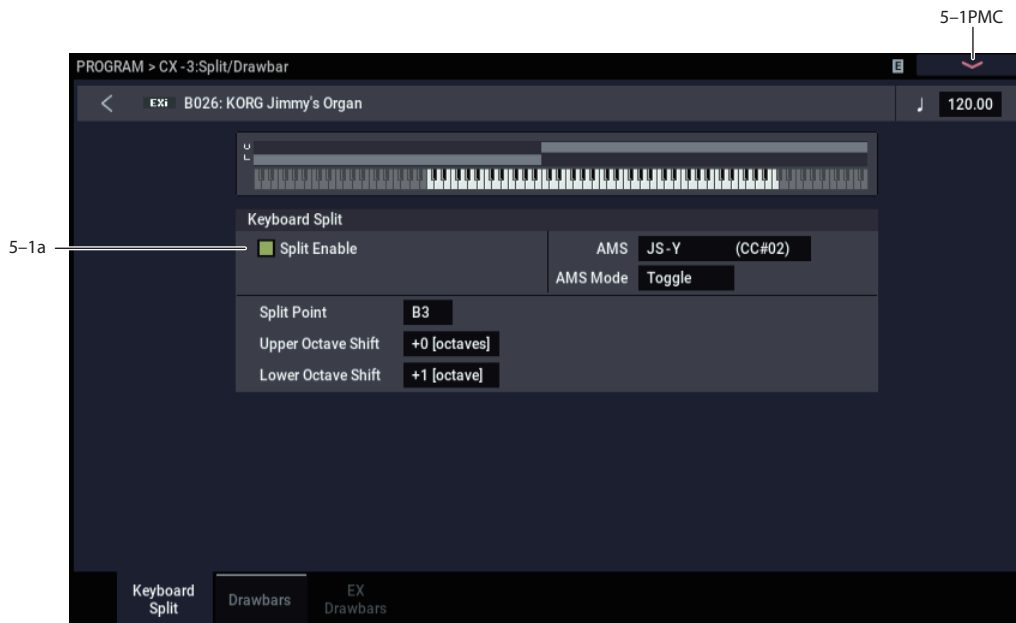 5–1PMC
PROGRAM > CX-3:Split/Drawbar E
EXi B026: KORG Jimmy's Organ ♩ 120.00
U
L
Keyboard Split
5–1a
Split Enable AMS JS-Y (CC#02)
AMS Mode Toggle
Split Point B3
Upper Octave Shift +0 [octaves]
Lower Octave Shift +1 [octave]
Keyboard Split
Drawbars
EX Drawbars